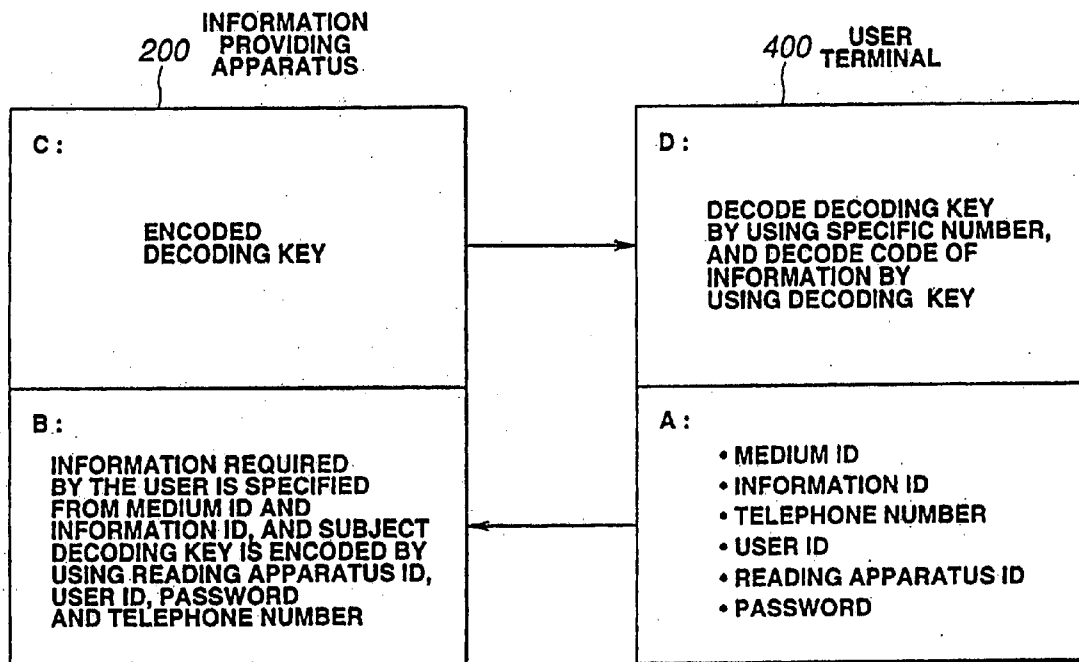 200 INFORMATION
PROVIDING
APPARATUS
400 USER
TERMINAL
C:
ENCODED
DECODING KEY
D:
DECODE DECODING KEY
BY USING SPECIFIC NUMBER,
AND DECODE CODE OF
INFORMATION BY
USING DECODING KEY
B:
INFORMATION REQUIRED
BY THE USER IS SPECIFIED
FROM MEDIUM ID AND
INFORMATION ID, AND SUBJECT
DECODING KEY IS ENCODED BY
USING READING APPARATUS ID,
USER ID, PASSWORD
AND TELEPHONE NUMBER
A:
• MEDIUM ID
• INFORMATION ID
• TELEPHONE NUMBER
• USER ID
• READING APPARATUS ID
• PASSWORD